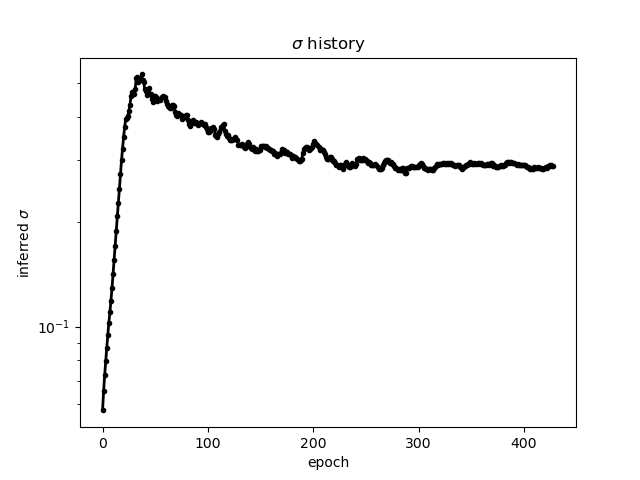 σ history
inferred σ
10⁻¹
0 100 200 300 400
epoch